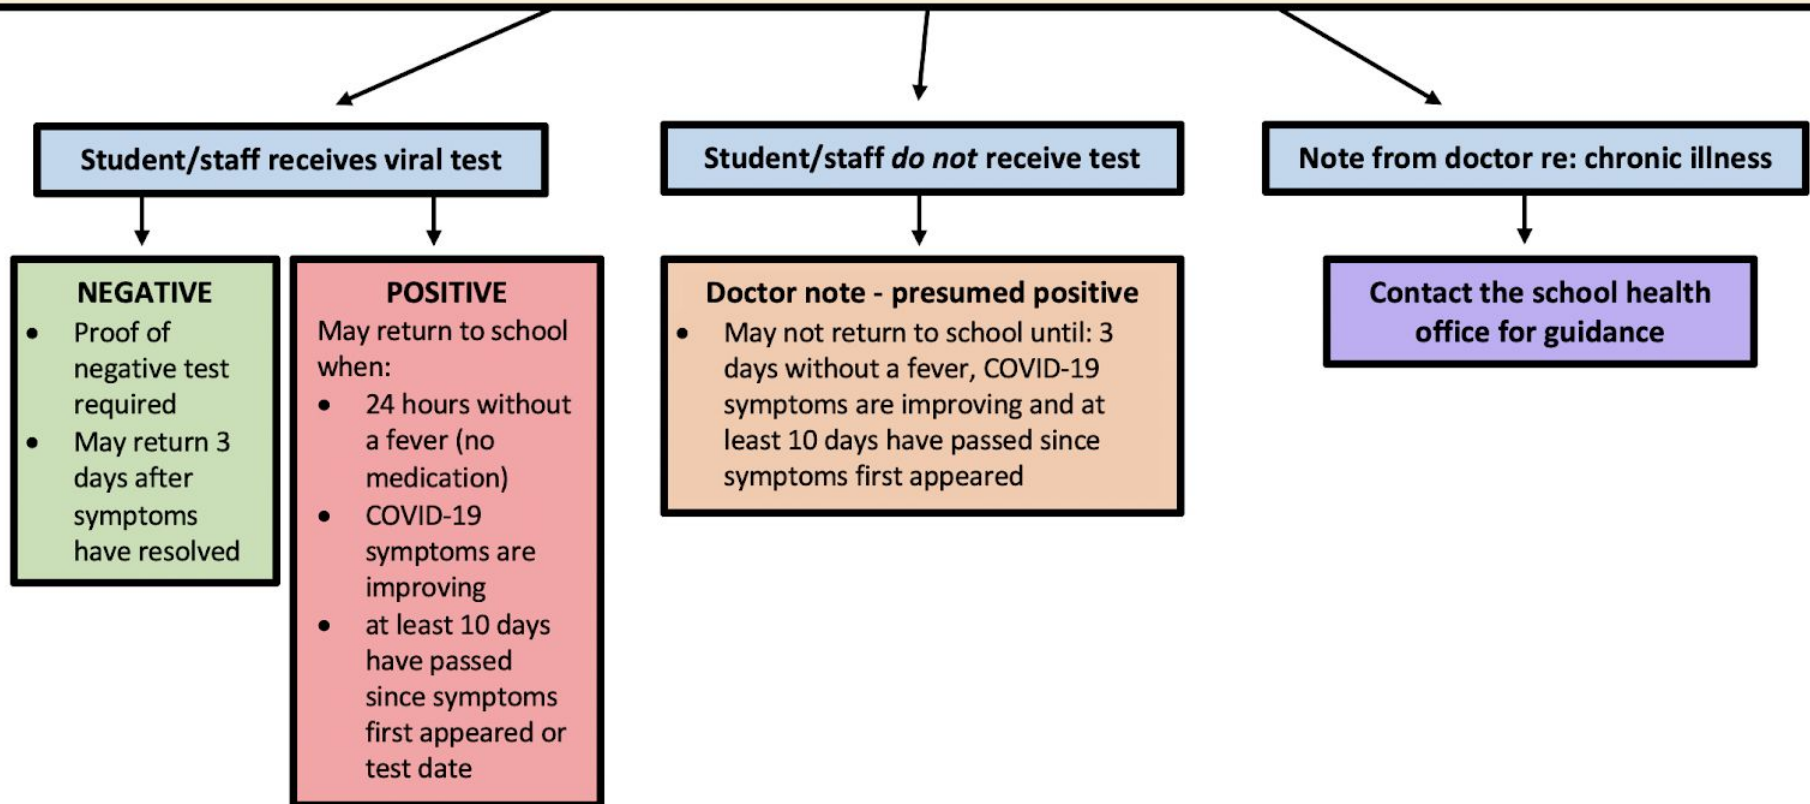 Student/staff receives viral test
NEGATIVE
• Proof of
negative test
required
• May return 3
days after
symptoms
have resolved
POSITIVE
May return to school
when:
• 24 hours without
a fever (no
medication)
• COVID-19
symptoms are
improving
• at least 10 days
have passed
since symptoms
first appeared or
test date
Student/staff do not receive test
Doctor note - presumed positive
• May not return to school until: 3
days without a fever, COVID-19
symptoms are improving and at
least 10 days have passed since
symptoms first appeared
Note from doctor re: chronic illness
Contact the school health
office for guidance